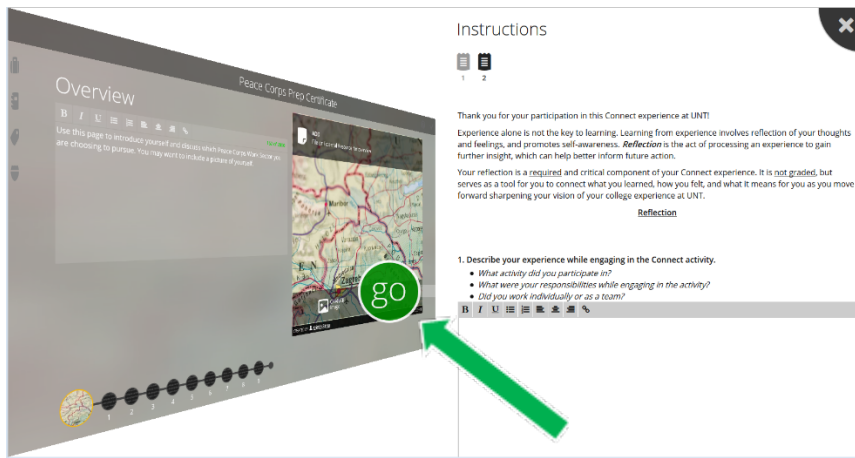 Overview
Peace Corps Prep Certificate
B I U
Use this page to introduce yourself and discuss which Peace Corps Work Sector you
are choosing to pursue. You may want to include a picture of yourself.
ADD
Maribor
Zagreb
go
1 2 3 4 5 6 7 8 9
Instructions
1 2
Thank you for your participation in this Connect experience at UNT!
Experience alone is not the key to learning. Learning from experience involves reflection of your thoughts
and feelings, and promotes self-awareness. Reflection is the act of processing an experience to gain
further insight, which can help better inform future action.
Your reflection is a required and critical component of your Connect experience. It is not graded, but
serves as a tool for you to connect what you learned, how you felt, and what it means for you as you move
forward sharpening your vision of your college experience at UNT.
Reflection
1. Describe your experience while engaging in the Connect activity.
What activity did you participate in?
What were your responsibilities while engaging in the activity?
Did you work individually or as a team?
B I U